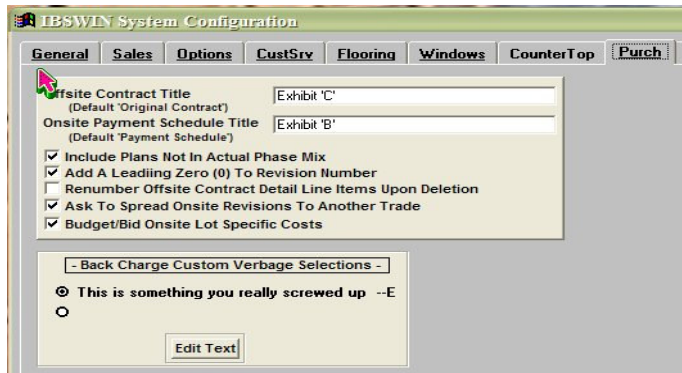 IBSWIN System Configuration
General Sales Options CustSrv Flooring Windows CounterTop Purch
Offsite Contract Title Exhibit 'C'
(Default 'Original Contract')
Onsite Payment Schedule Title Exhibit 'B'
(Default 'Payment Schedule')
Include Plans Not In Actual Phase Mix
Add A Leadiing Zero (0) To Revision Number
Renumber Offsite Contract Detail Line Items Upon Deletion
Ask To Spread Onsite Revisions To Another Trade
Budget/Bid Onsite Lot Specific Costs
- Back Charge Custom Verbage Selections -
This is something you really screwed up --E
Edit Text